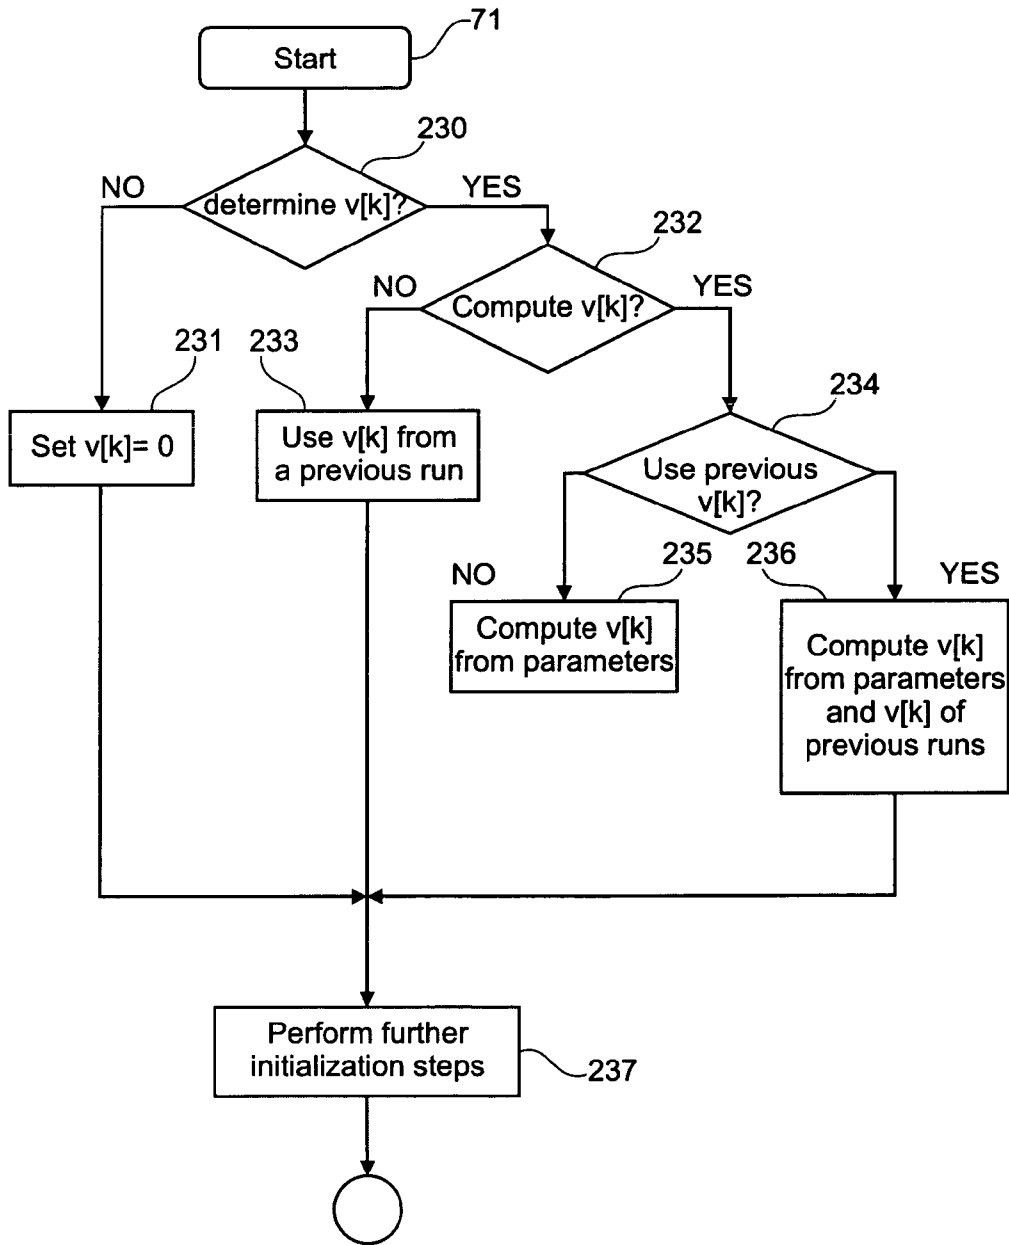 71
Start
230
NO
YES
determine v[k]?
232
NO
YES
Compute v[k]?
231
233
234
Set v[k]= 0
Use v[k] from
a previous run
Use previous
v[k]?
235
236
NO
YES
Compute v[k]
from parameters
Compute v[k]
from parameters
and v[k] of
previous runs
Perform further
initialization steps
237